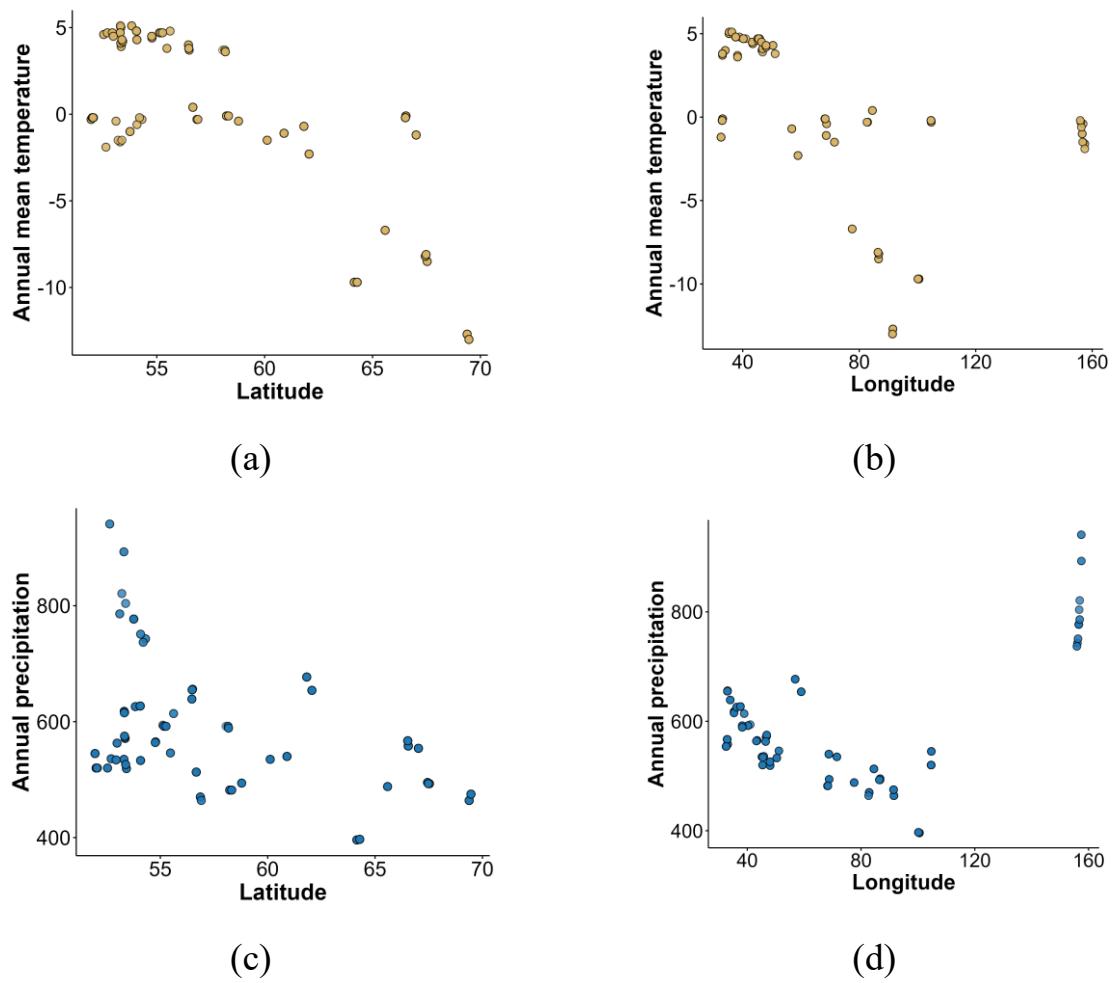 Annual mean temperature
5
0
-5
-10
55
60
65
70
Latitude
(a)
Annual mean temperature
5
0
-5
-10
40
80
120
160
Longitude
(b)
Annual precipitation
800
600
400
55
60
65
70
Latitude
(c)
Annual precipitation
800
600
400
40
80
120
160
Longitude
(d)